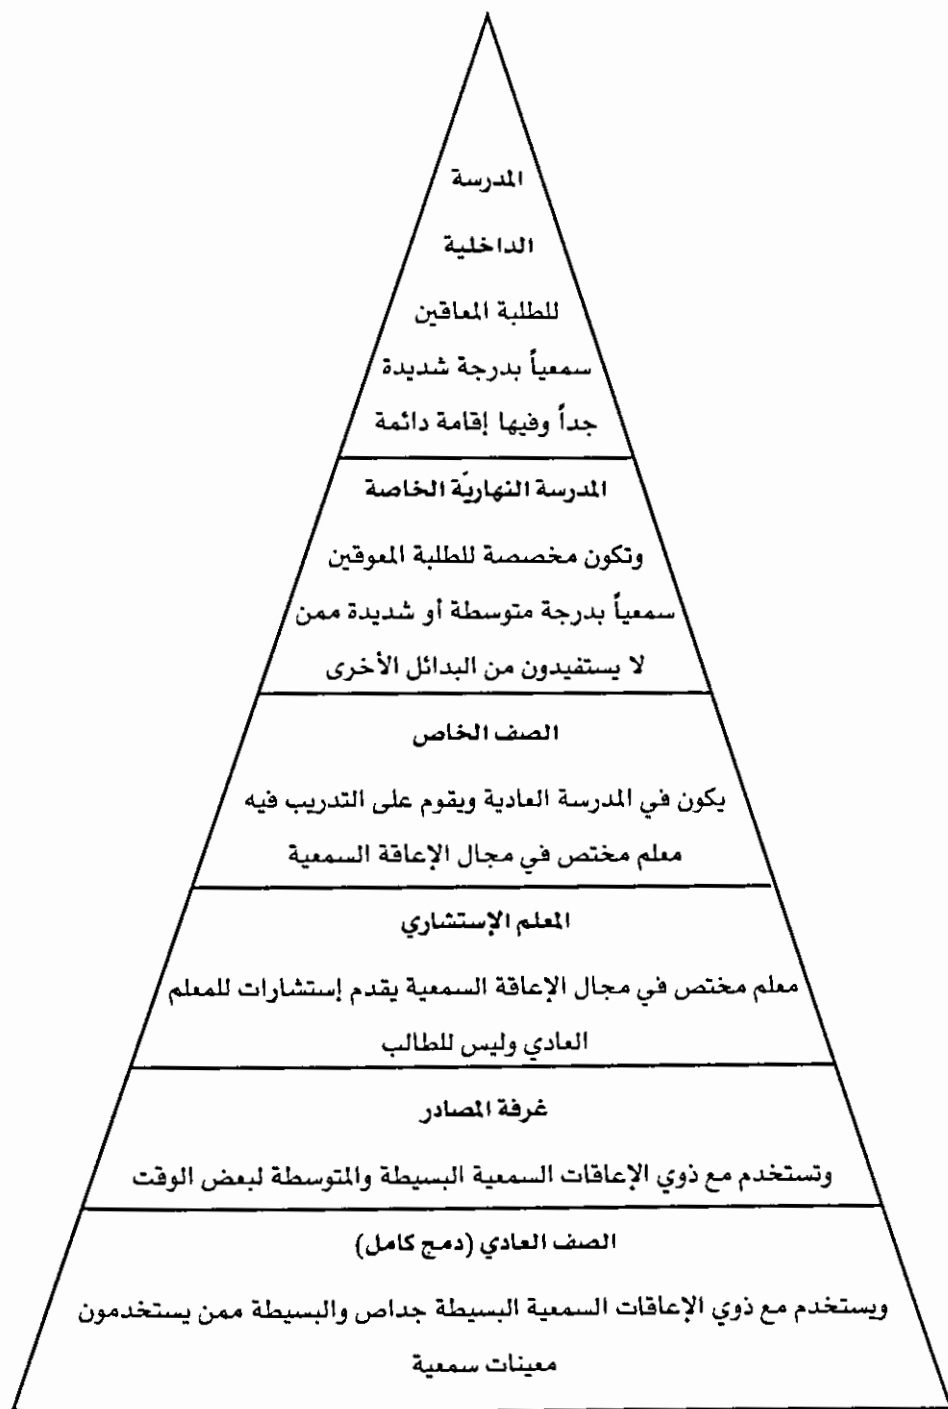 المدرسة
الداخلية
للطلبة المعاقين
سمعياً بدرجة شديدة
جداً وفيها إقامة دائمة
المدرسة النهاريّة الخاصة
وتكون مخصصة للطلبة المعوقين
سمعياً بدرجة متوسطة أو شديدة ممن
لا يستفيدون من البدائل الأخرى
الصف الخاص
يكون في المدرسة العادية ويقوم على التدريب فيه
معلم مختص في مجال الإعاقة السمعية
المعلم الإستشاري
معلم مختص في مجال الإعاقة السمعية يقدم إستشارات للمعلم
العادي وليس للطالب
غرفة المصادر
وتستخدم مع ذوي الإعاقات السمعية البسيطة والمتوسطة لبعض الوقت
الصف العادي (دمج كامل)
ويستخدم مع ذوي الإعاقات السمعية البسيطة جداص والبسيطة ممن يستخدمون
معينات سمعية